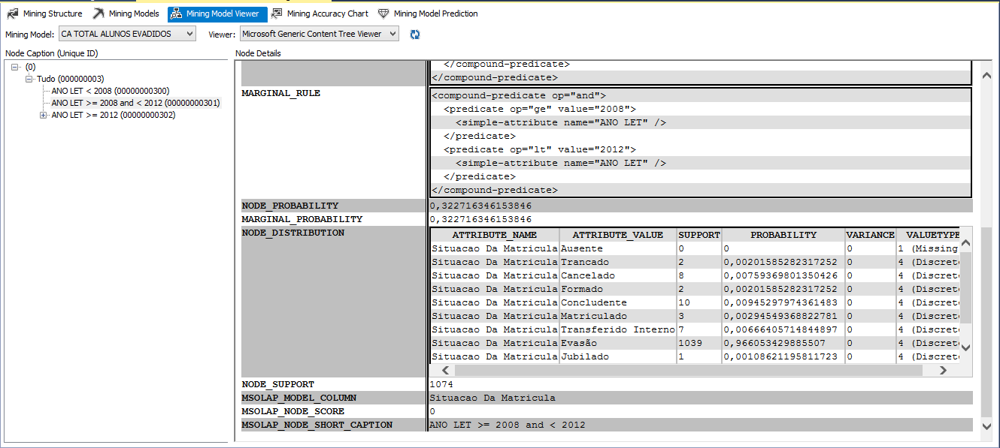 Mining Structure Mining Models Mining Model Viewer Mining Accuracy Chart Mining Model Prediction
Mining Model: CA TOTAL ALUNOS EVADIDOS Viewer: Microsoft Generic Content Tree Viewer
Node Caption (Unique ID)
(0)
Tudo (000000003)
ANO LET < 2008 (00000000300)
ANO LET >= 2008 and < 2012 (00000000301)
ANO LET >= 2012 (00000000302)
Node Details
</compound-predicate>
</compound-predicate>
MARGINAL_RULE
<compound-predicate op="and">
<predicate op="ge" value="2008">
<simple-attribute name="ANO LET" />
</predicate>
<predicate op="lt" value="2012">
<simple-attribute name="ANO LET" />
</predicate>
</compound-predicate>
NODE_PROBABILITY 0,322716346153846
MARGINAL_PROBABILITY 0,322716346153846
NODE_DISTRIBUTION
ATTRIBUTE_NAME ATTRIBUTE_VALUE SUPPORT PROBABILITY VARIANCE VALUETYPE
Situacao Da Matricula Ausente 0 0 0 1 (Missing
Situacao Da Matricula Trancado 2 0,00201585282317252 0 4 (Discret
Situacao Da Matricula Cancelado 8 0,00759369801350426 0 4 (Discret
Situacao Da Matricula Formado 2 0,00201585282317252 0 4 (Discret
Situacao Da Matricula Concludente 10 0,00945297974361483 0 4 (Discret
Situacao Da Matricula Matriculado 3 0,00294549368822781 0 4 (Discret
Situacao Da Matricula Transferido Interno 7 0,00666405714844897 0 4 (Discret
Situacao Da Matricula Evasão 1039 0,966053429885507 0 4 (Discret
Situacao Da Matricula Jubilado 1 0,00108621195811723 0 4 (Discret
NODE_SUPPORT 1074
MSOLAP_MODEL_COLUMN Situacao Da Matricula
MSOLAP_NODE_SCORE 0
MSOLAP_NODE_SHORT_CAPTION ANO LET >= 2008 and < 2012